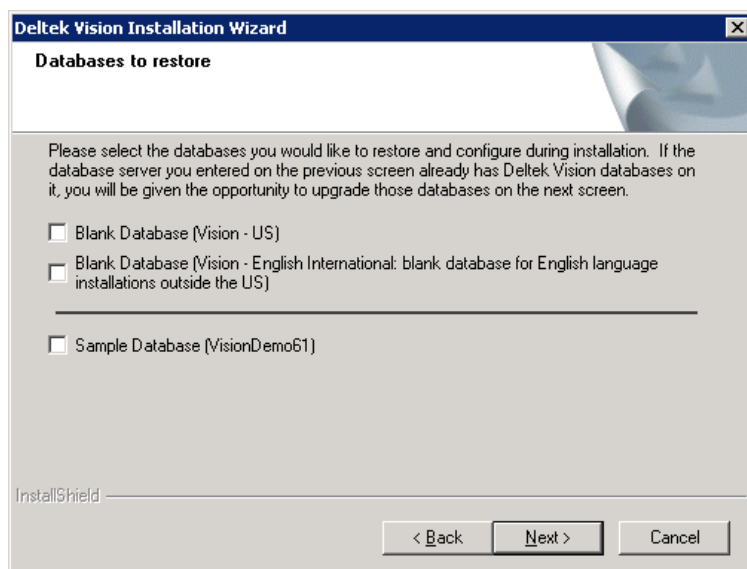 Deltek Vision Installation Wizard
Databases to restore
Please select the databases you would like to restore and configure during installation. If the
database server you entered on the previous screen already has Deltek Vision databases on
it, you will be given the opportunity to upgrade those databases on the next screen.
Blank Database (Vision - US)
Blank Database (Vision - English International: blank database for English language
installations outside the US)
Sample Database (VisionDemo61)
InstallShield
< Back
Next >
Cancel